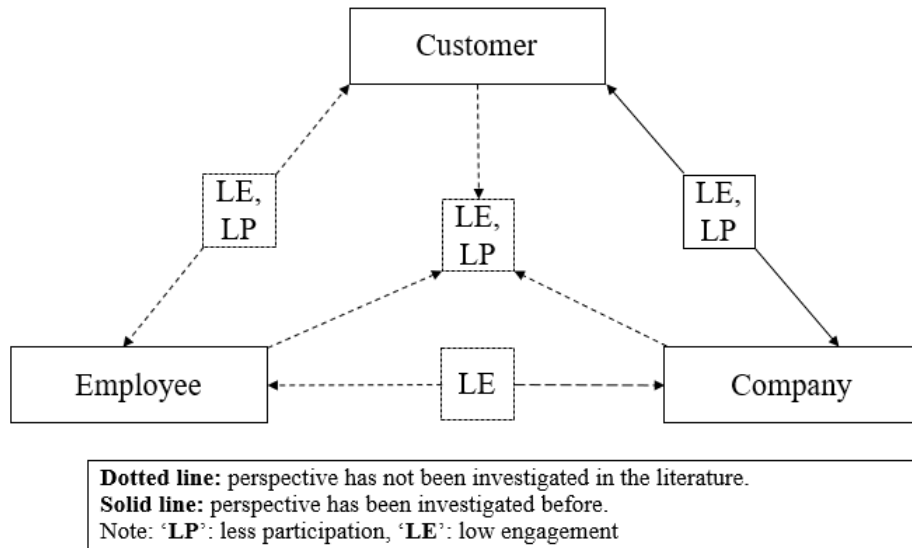 Customer
LE,
LP
LE,
LP
LE,
LP
Employee
LE
Company
Dotted line: perspective has not been investigated in the literature.
Solid line: perspective has been investigated before.
Note: ‘LP’: less participation, ‘LE’: low engagement